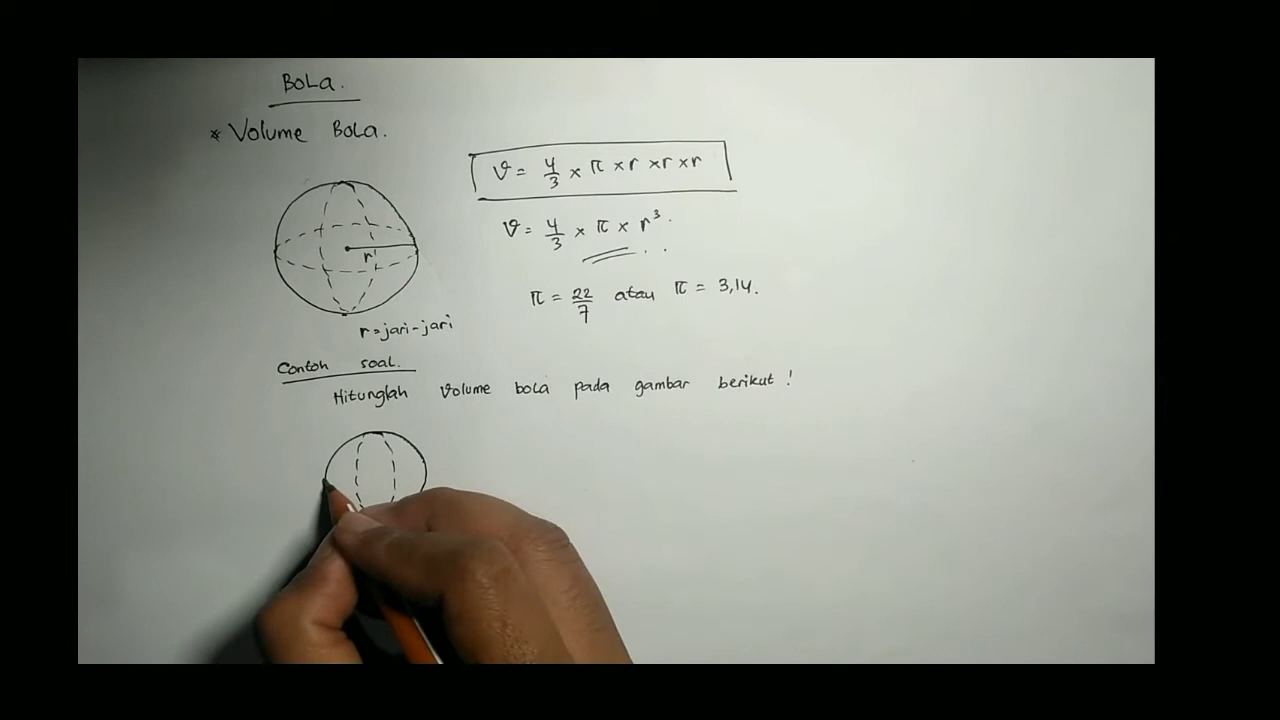 BoLa.
* Volume BoLa.
V = 4/3 × π × r × r × r
V = 4/3 × π × r³.
r
π = 22/7 atau π = 3,14.
r = jari-jari
Contoh soal.
Hitunglah Volume bola pada gambar berikut !